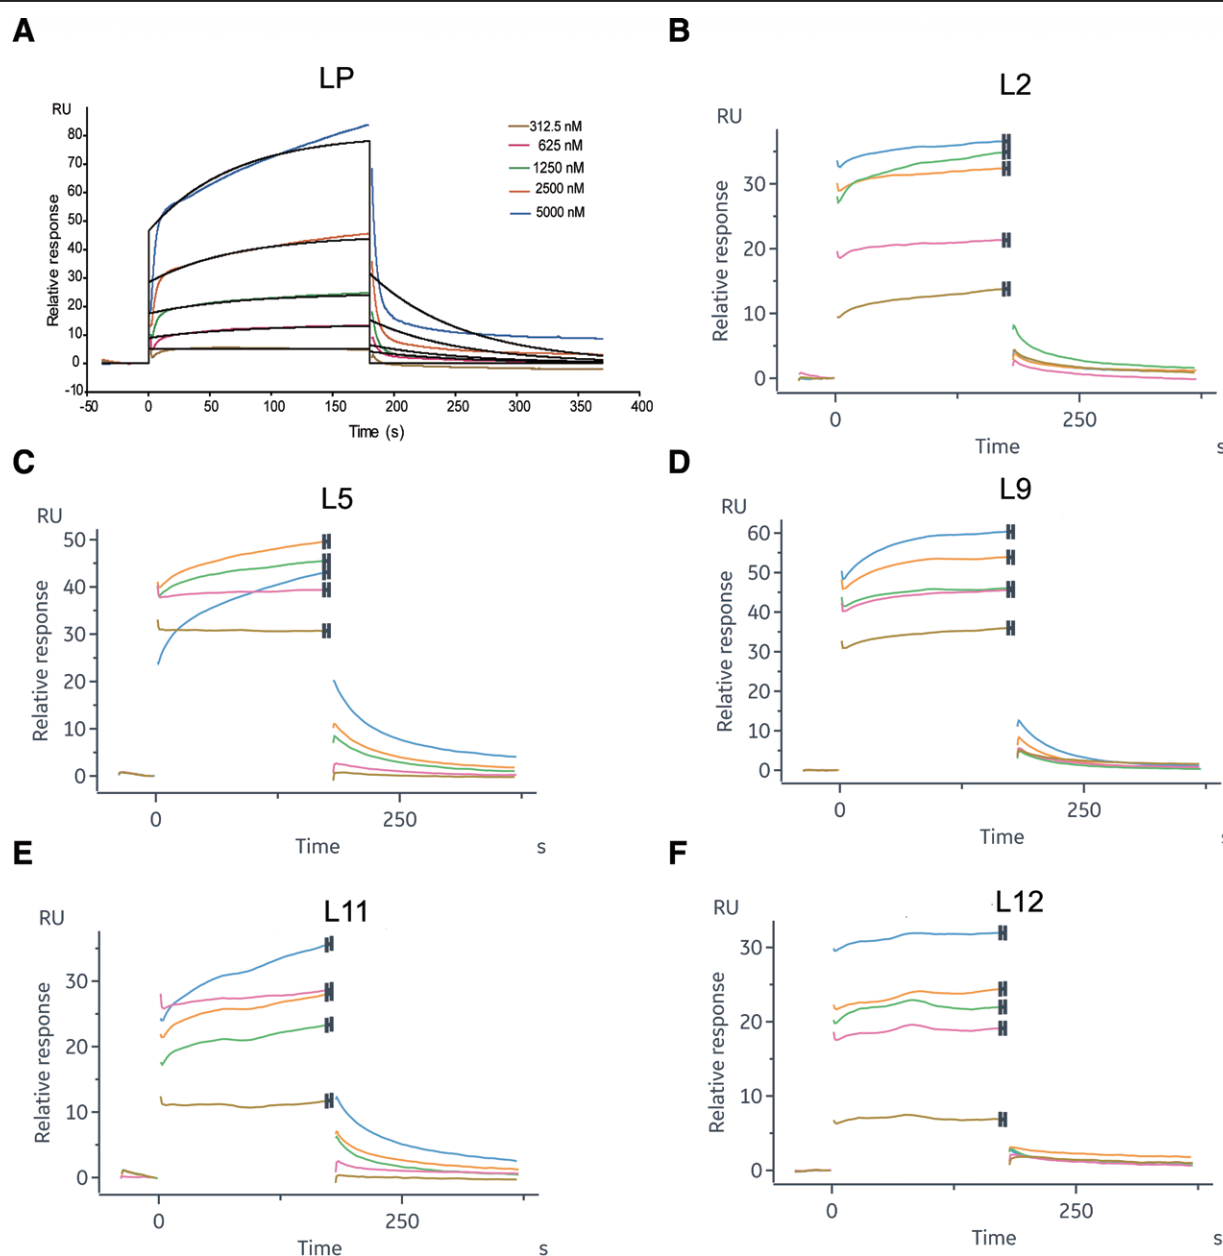 A
LP
RU
80
70
60
50
40
30
20
10
0
-10
-50 0 50 100 150 200 250 300 350 400
Relative response
Time (s)
312.5 nM
625 nM
1250 nM
2500 nM
5000 nM
B
L2
RU
30
20
10
0
0 250
Relative response
Time
s
C
L5
RU
50
40
30
20
10
0
0 250
Relative response
Time s
D
L9
RU
60
50
40
30
20
10
0
0 250
Relative response
Time
s
E
L11
RU
30
20
10
0
0 250
Relative response
Time s
F
L12
RU
30
20
10
0
0 250
Relative response
Time
s